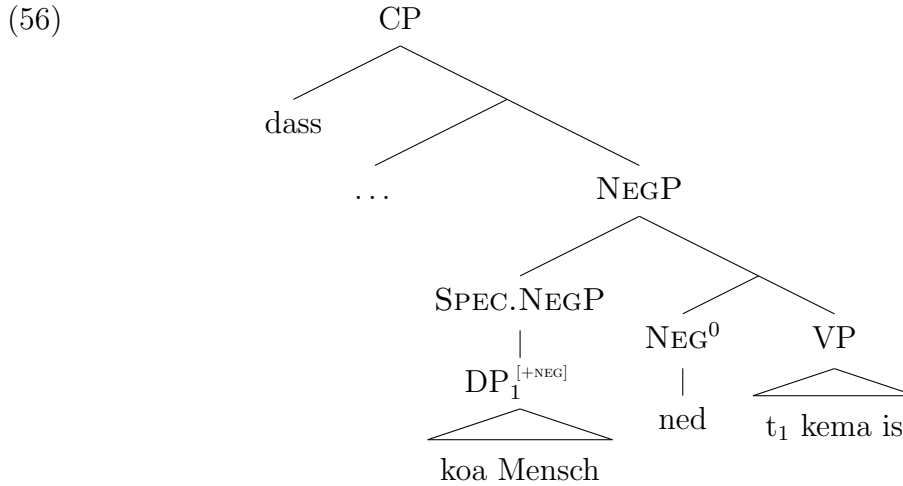 (56)
CP
dass
...
NEGP
SPEC.NEGP
NEG⁰
VP
DP₁[+NEG]
ned
t₁ kema is
koa Mensch